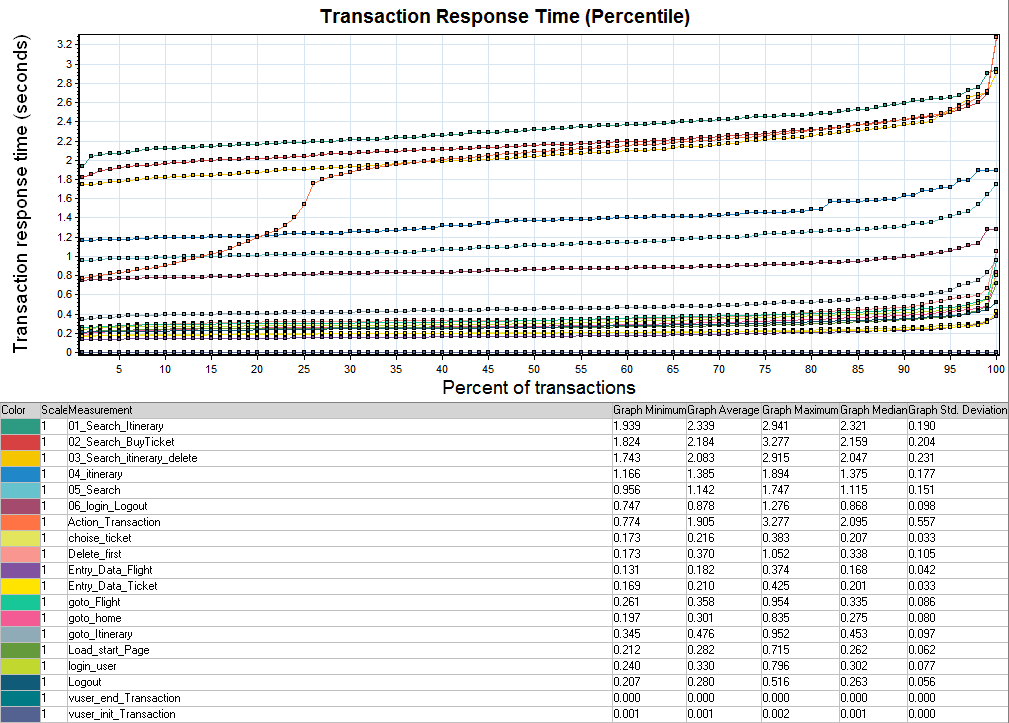 Transaction Response Time (Percentile)
Transaction response time (seconds)
3.2
3
2.8
2.6
2.4
2.2
2
1.8
1.6
1.4
1.2
1
0.8
0.6
0.4
0.2
0
5 10 15 20 25 30 35 40 45 50 55 60 65 70 75 80 85 90 95 100
Percent of transactions
Color Scale Measurement Graph Minimum Graph Average Graph Maximum Graph Median Graph Std. Deviation
1 01_Search_Itinerary 1.939 2.339 2.941 2.321 0.190
1 02_Search_BuyTicket 1.824 2.184 3.277 2.159 0.204
1 03_Search_itinerary_delete 1.743 2.083 2.915 2.047 0.231
1 04_itinerary 1.166 1.385 1.894 1.375 0.177
1 05_Search 0.956 1.142 1.747 1.115 0.151
1 06_login_Logout 0.747 0.878 1.276 0.868 0.098
1 Action_Transaction 0.774 1.905 3.277 2.095 0.557
1 choise_ticket 0.173 0.216 0.383 0.207 0.033
1 Delete_first 0.173 0.370 1.052 0.338 0.105
1 Entry_Data_Flight 0.131 0.182 0.374 0.168 0.042
1 Entry_Data_Ticket 0.169 0.210 0.425 0.201 0.033
1 goto_Flight 0.261 0.358 0.954 0.335 0.086
1 goto_home 0.197 0.301 0.835 0.275 0.080
1 goto_Itinerary 0.345 0.476 0.952 0.453 0.097
1 Load_start_Page 0.212 0.282 0.715 0.262 0.062
1 login_user 0.240 0.330 0.796 0.302 0.077
1 Logout 0.207 0.280 0.516 0.263 0.056
1 vuser_end_Transaction 0.000 0.000 0.000 0.000 0.000
1 vuser_init_Transaction 0.001 0.001 0.002 0.001 0.000